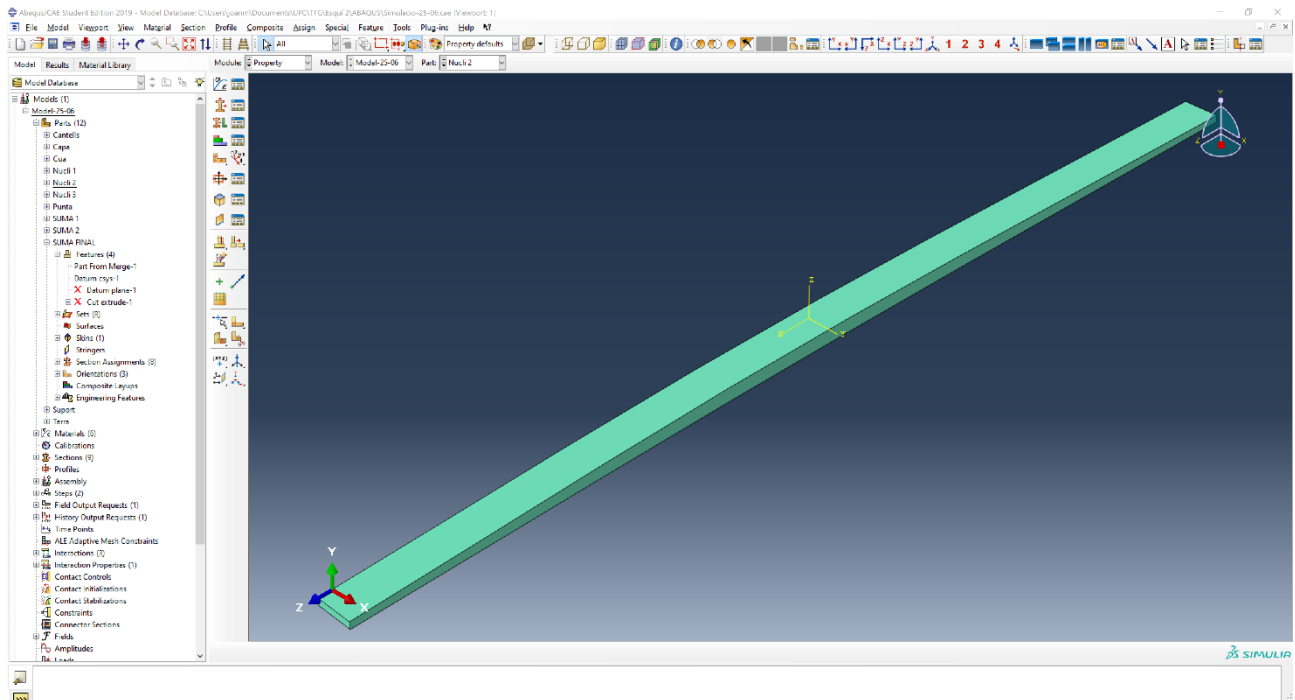 Abaqus/CAE Student Edition 2019 - Model Database: C:\Users\joanm\Documents\UPC\TFG\Esquí 2\ABAQUS\Simulacio-25-06.cae (Viewport: 1)
File Model Viewport View Material Section Profile Composite Assign Special Feature Tools Plug-ins Help
All Property defaults 1 2 3 4 A
Model Results Material Library Module: Property Model: Model-25-06 Part: Nucli 2
Model Database
Models (1)
Model-25-06
Parts (12)
Cantells
Capa
Cua
Nucli 1
Nucli 2
Nucli 3
Punta
SUMA 1
SUMA 2
SUMA FINAL
Features (4)
Part From Merge-1
Datum csys-1
Datum plane-1
Cut extrude-1
Sets (8)
Surfaces
Skins (1)
Stringers
Section Assignments (8)
Orientations (3)
Composite Layups
Engineering Features
Suport
Terra
Materials (6)
Calibrations
Sections (9)
Profiles
Assembly
Steps (2)
Field Output Requests (1)
History Output Requests (1)
Time Points
ALE Adaptive Mesh Constraints
Interactions (3)
Interaction Properties (1)
Contact Controls
Contact Initializations
Contact Stabilizations
Constraints
Connector Sections
Fields
Amplitudes
Loads
Y
Z X
Y
Z X
SIMULIA